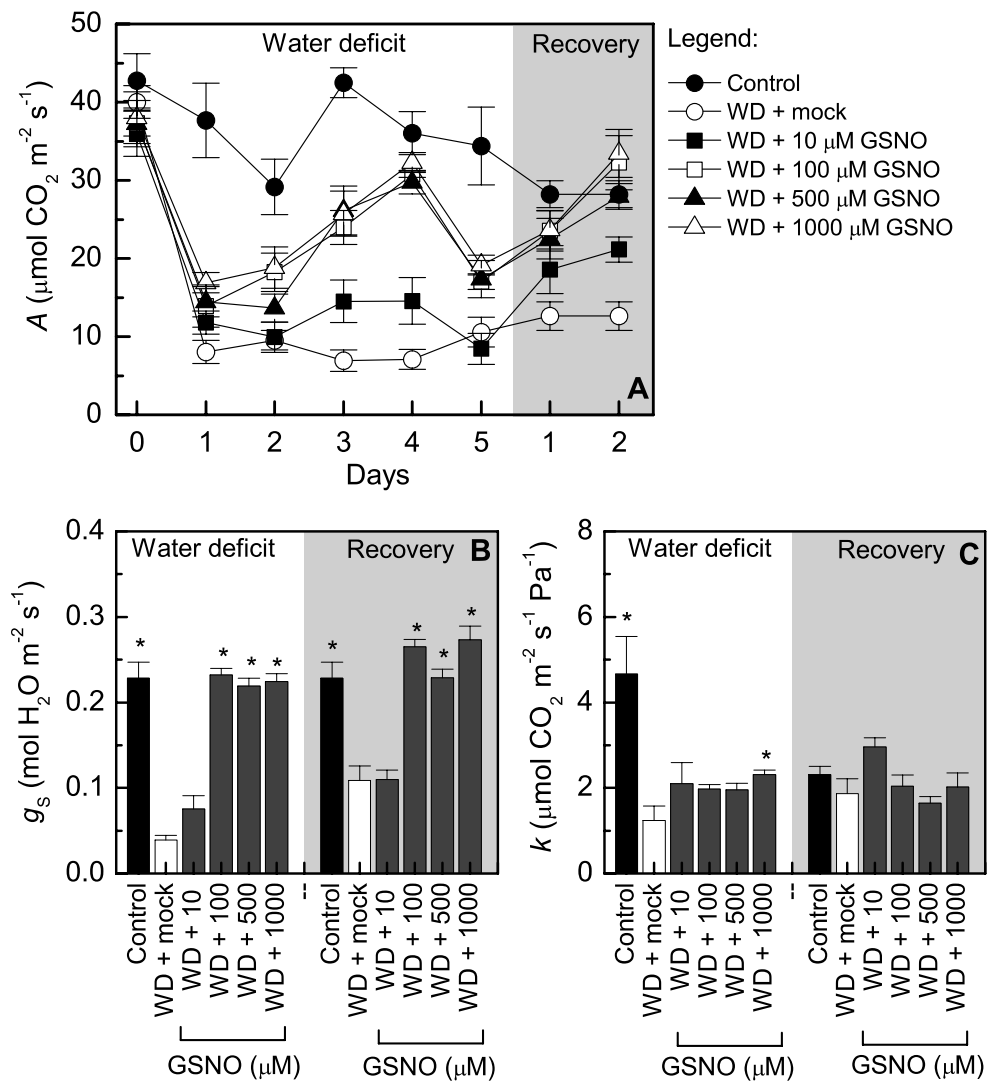 50
40
30
20
10
0
A (μmol CO₂ m⁻² s⁻¹)
Water deficit
Recovery
A
0 1 2 3 4 5 1 2
Days
Legend:
Control
WD + mock
WD + 10 μM GSNO
WD + 100 μM GSNO
WD + 500 μM GSNO
WD + 1000 μM GSNO
0.4
0.3
0.2
0.1
0.0
gₛ (mol H₂O m⁻² s⁻¹)
Water deficit
Recovery
B
* * * * * * * *
Control
WD + mock
WD + 10
WD + 100
WD + 500
WD + 1000
--
Control
WD + mock
WD + 10
WD + 100
WD + 500
WD + 1000
GSNO (μM)
GSNO (μM)
8
6
4
2
0
k (μmol CO₂ m⁻² s⁻¹ Pa⁻¹)
Water deficit
Recovery
C
* *
Control
WD + mock
WD + 10
WD + 100
WD + 500
WD + 1000
--
Control
WD + mock
WD + 10
WD + 100
WD + 500
WD + 1000
GSNO (μM)
GSNO (μM)